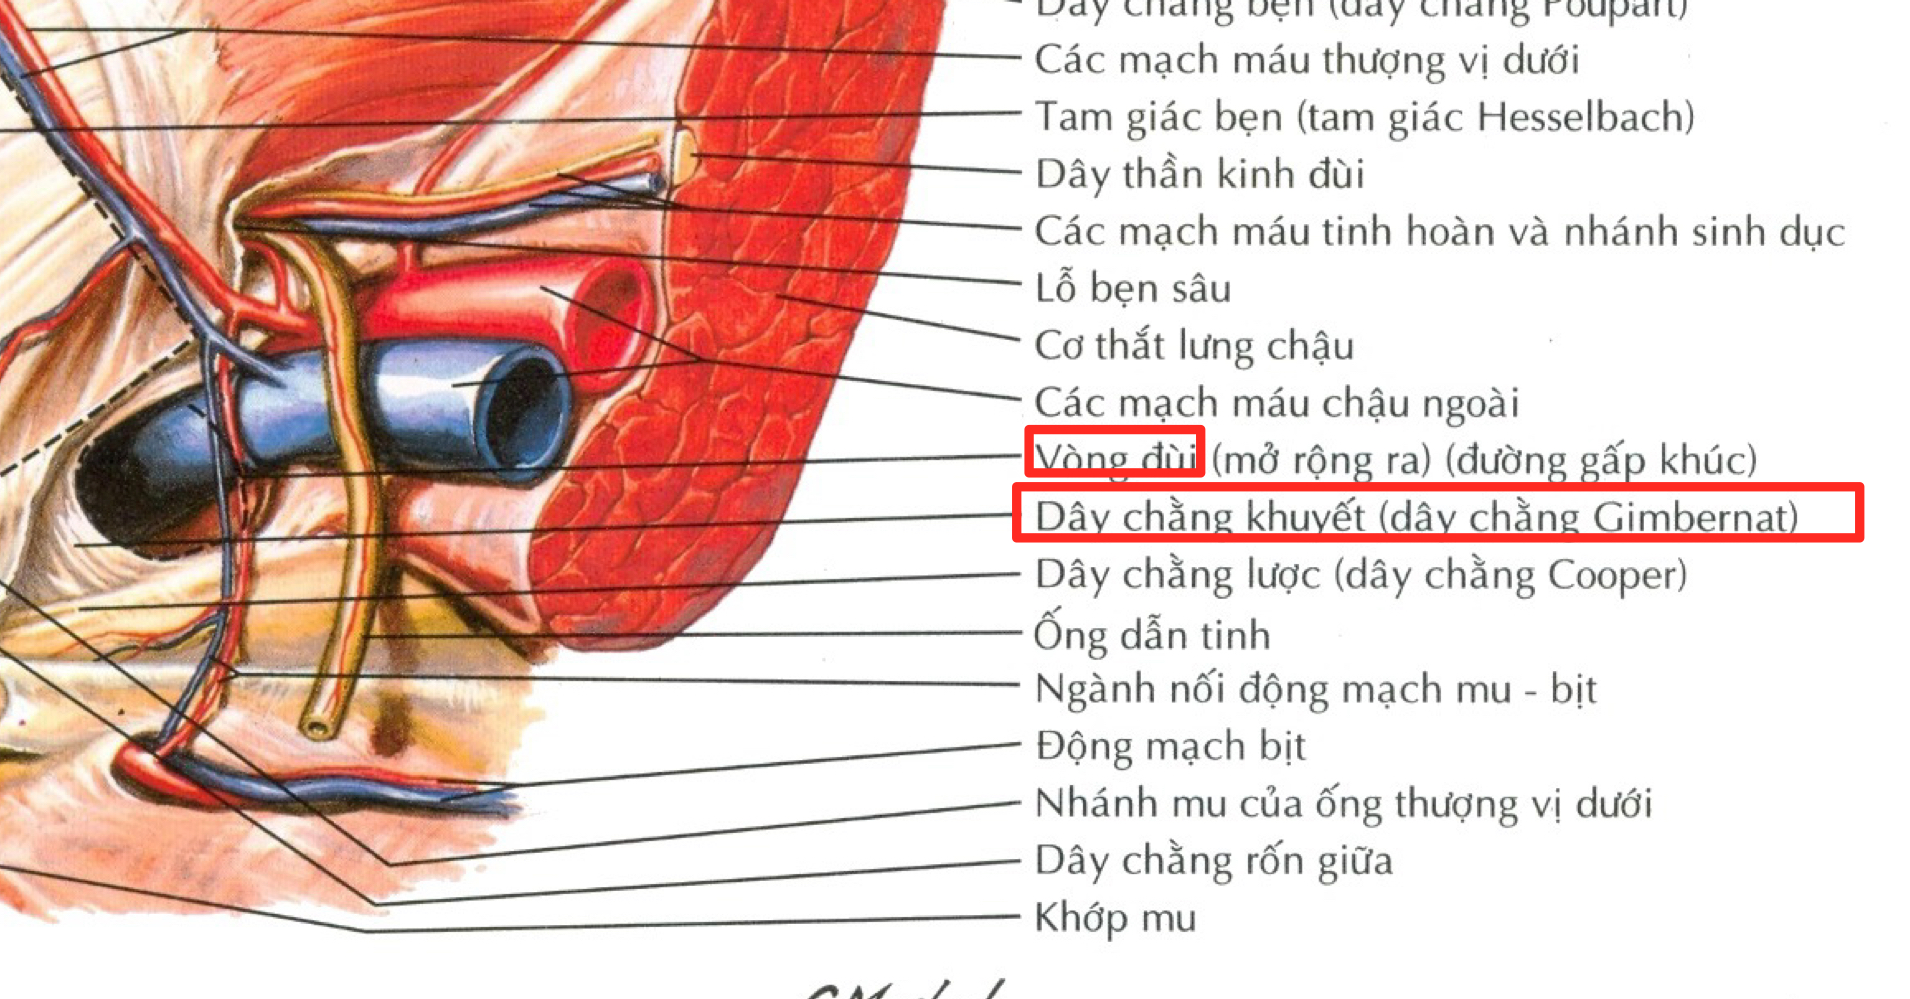 Dây chằng bẹn (dây chằng Poupart)
Các mạch máu thượng vị dưới
Tam giác bẹn (tam giác Hesselbach)
Dây thần kinh đùi
Các mạch máu tinh hoàn và nhánh sinh dục
Lỗ bẹn sâu
Cơ thắt lưng chậu
Các mạch máu chậu ngoài
Vòng đùi (mở rộng ra) (đường gấp khúc)
Dây chằng khuyết (dây chằng Gimbernat)
Dây chằng lược (dây chằng Cooper)
Ống dẫn tinh
Ngành nối động mạch mu - bịt
Động mạch bịt
Nhánh mu của ống thượng vị dưới
Dây chằng rốn giữa
Khớp mu